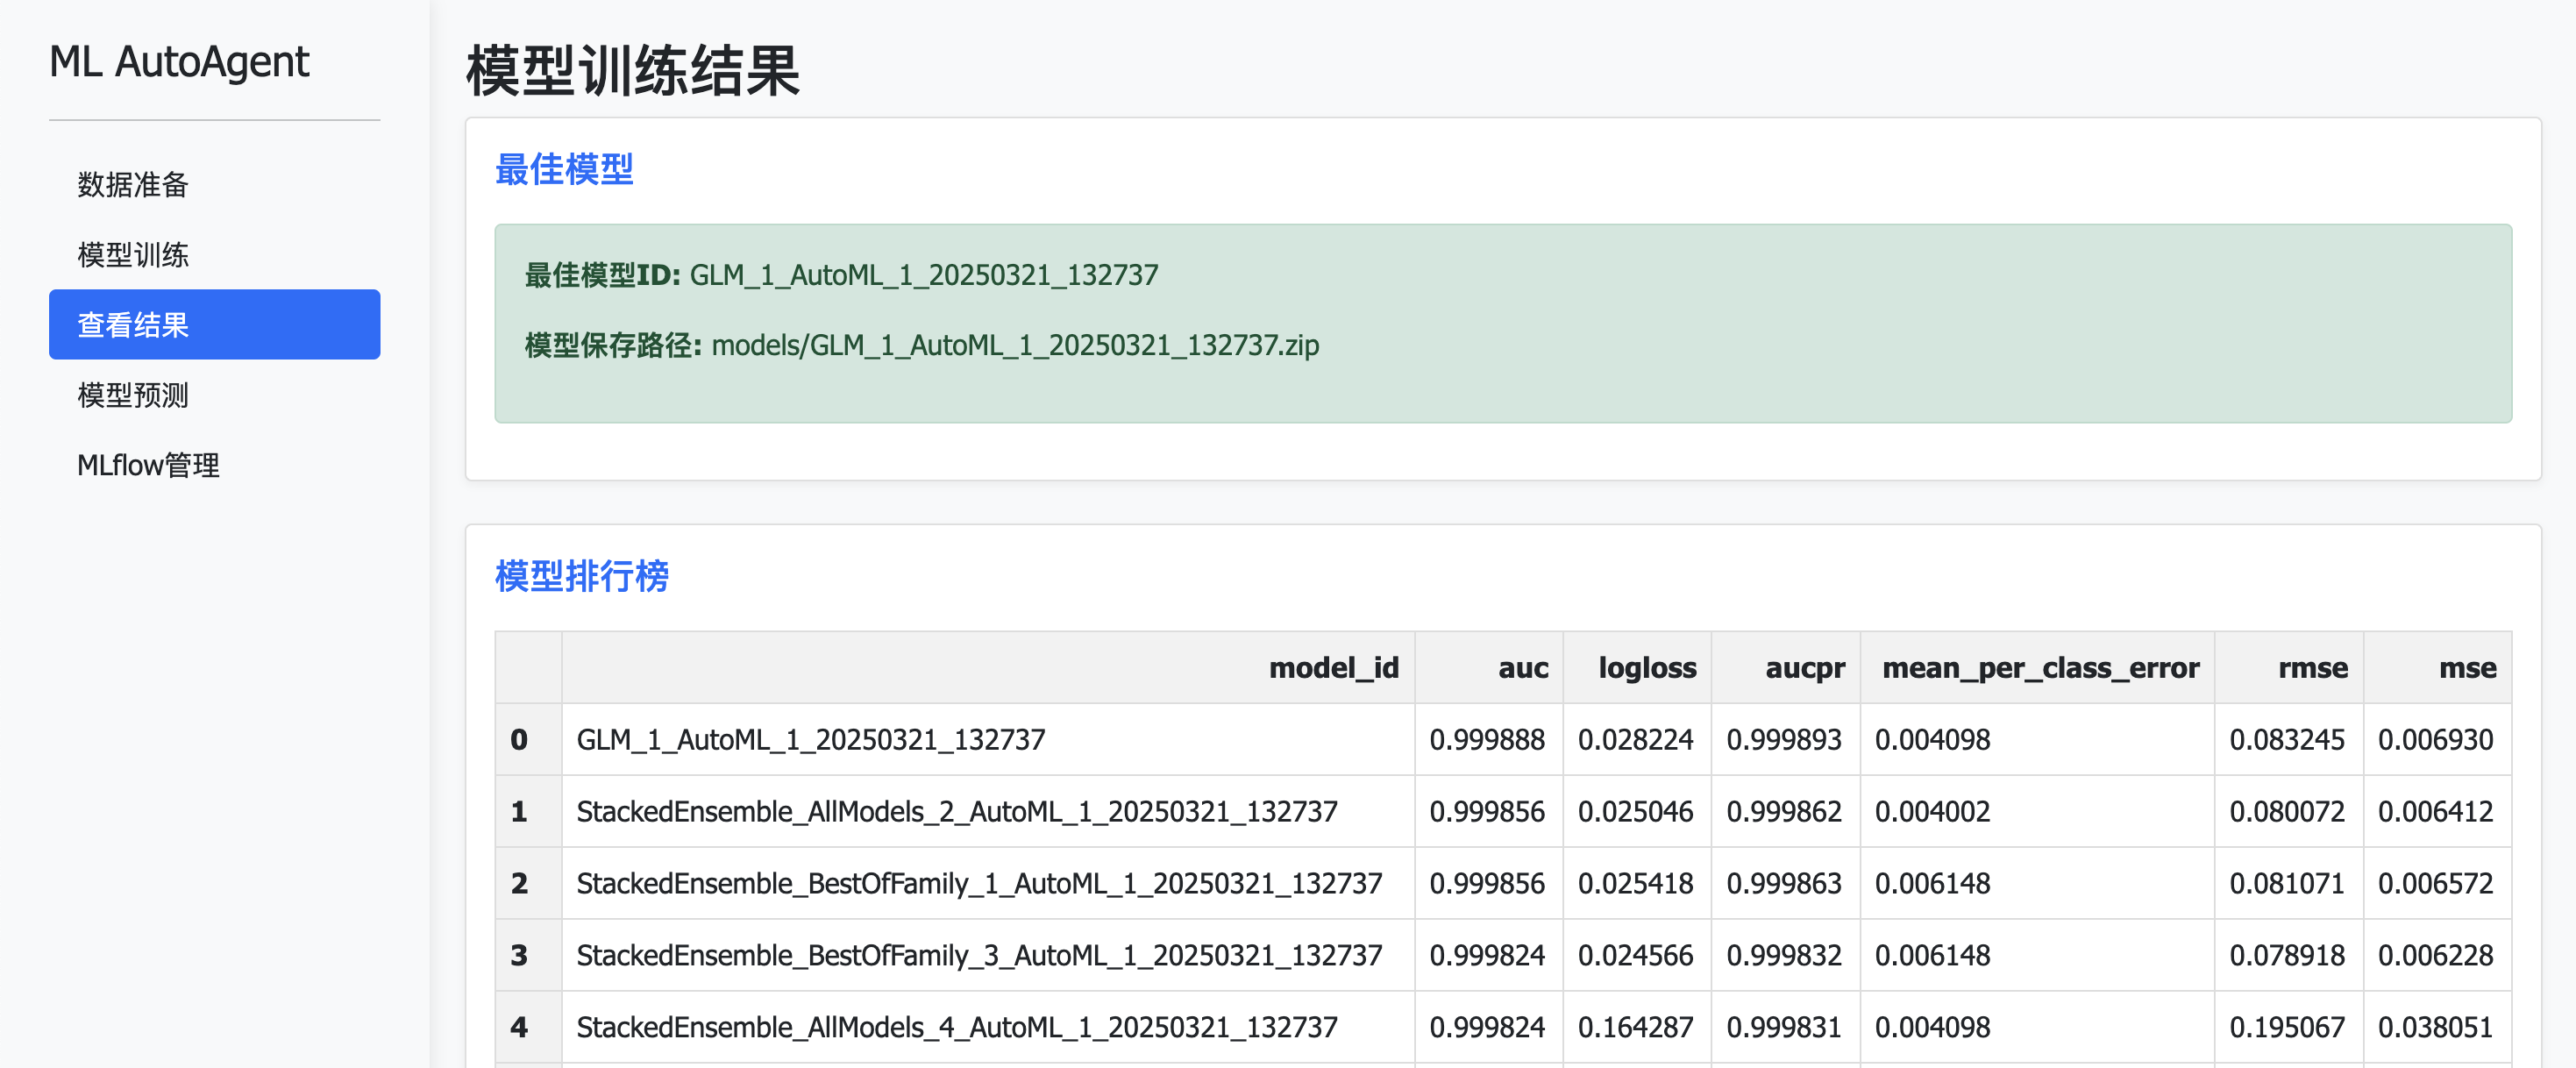 ML AutoAgent
数据准备
模型训练
查看结果
模型预测
MLflow管理
模型训练结果
最佳模型
最佳模型ID: GLM_1_AutoML_1_20250321_132737
模型保存路径: models/GLM_1_AutoML_1_20250321_132737.zip
模型排行榜
model_id auc logloss aucpr mean_per_class_error rmse mse
0 GLM_1_AutoML_1_20250321_132737 0.999888 0.028224 0.999893 0.004098 0.083245 0.006930
1 StackedEnsemble_AllModels_2_AutoML_1_20250321_132737 0.999856 0.025046 0.999862 0.004002 0.080072 0.006412
2 StackedEnsemble_BestOfFamily_1_AutoML_1_20250321_132737 0.999856 0.025418 0.999863 0.006148 0.081071 0.006572
3 StackedEnsemble_BestOfFamily_3_AutoML_1_20250321_132737 0.999824 0.024566 0.999832 0.006148 0.078918 0.006228
4 StackedEnsemble_AllModels_4_AutoML_1_20250321_132737 0.999824 0.164287 0.999831 0.004098 0.195067 0.038051